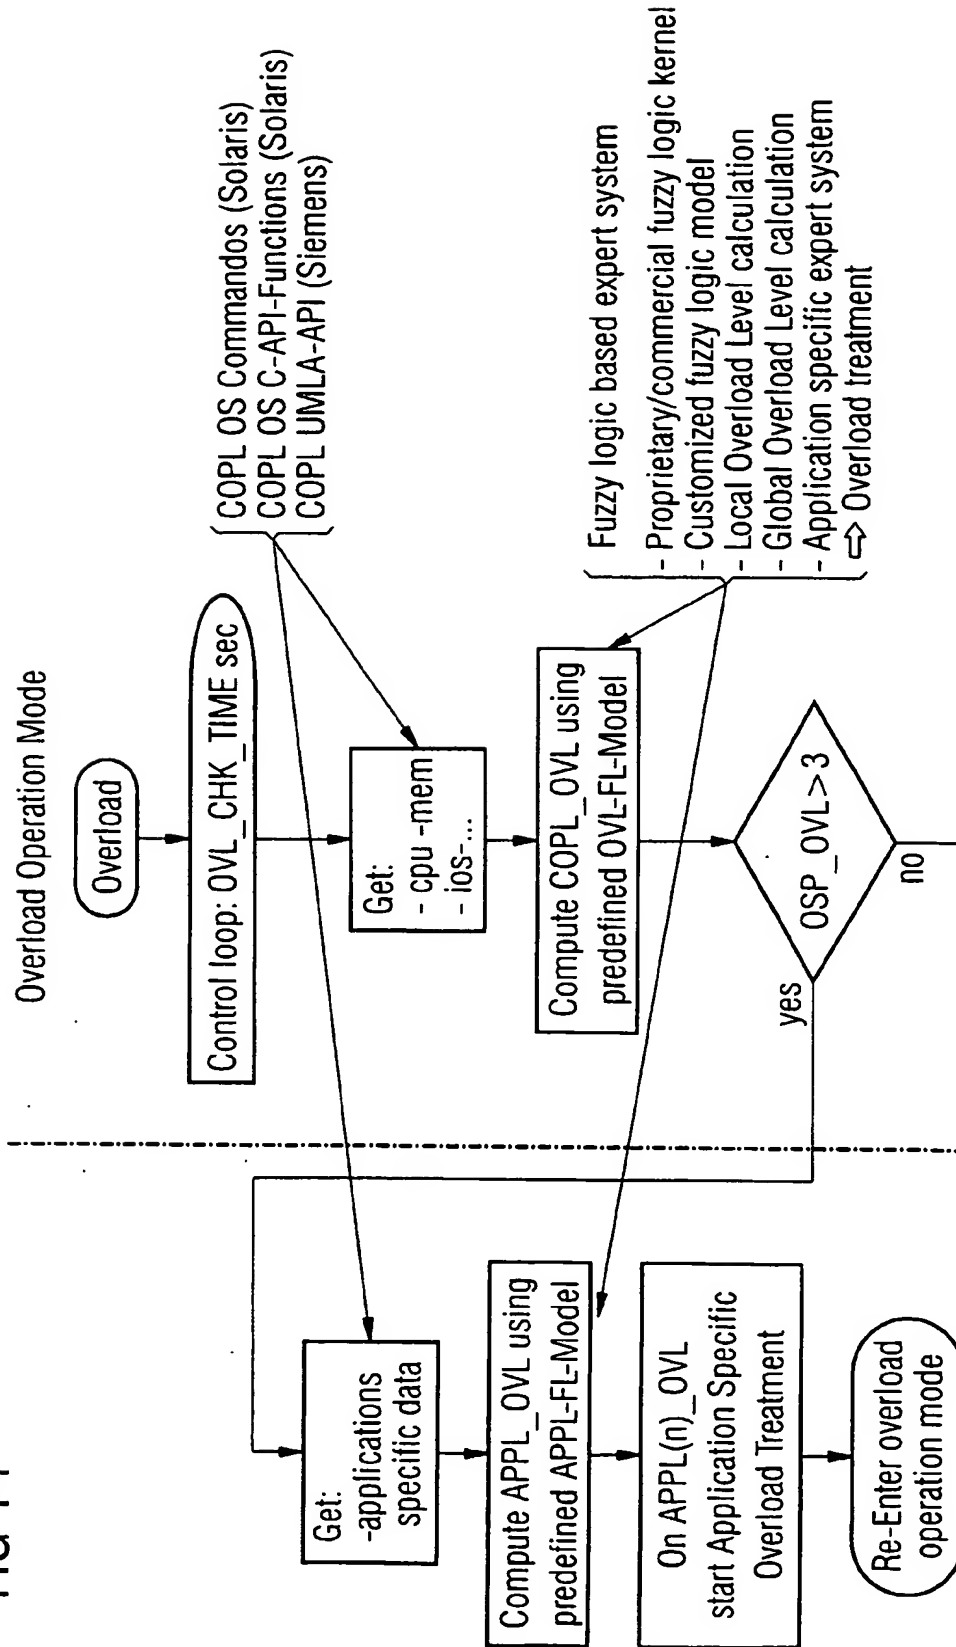 Overload Operation Mode
Overload
Control loop: OVL_CHK_TIME sec
COPL OS Commandos (Solaris)
COPL OS C-API-Functions (Solaris)
COPL UMLA-API (Siemens)
Get:
- cpu -mem
- ios-...
Compute COPL_OVL using
predefined OVL-FL-Model
Fuzzy logic based expert system
- Proprietary/commercial fuzzy logic kernel
- Customized fuzzy logic model
- Local Overload Level calculation
- Global Overload Level calculation
- Application specific expert system
⇨ Overload treatment
OSP_OVL>3
yes
no
Get:
-applications
specific data
Compute APPL_OVL using
predefined APPL-FL-Model
On APPL(n)_OVL
start Application Specific
Overload Treatment
Re-Enter overload
operation mode